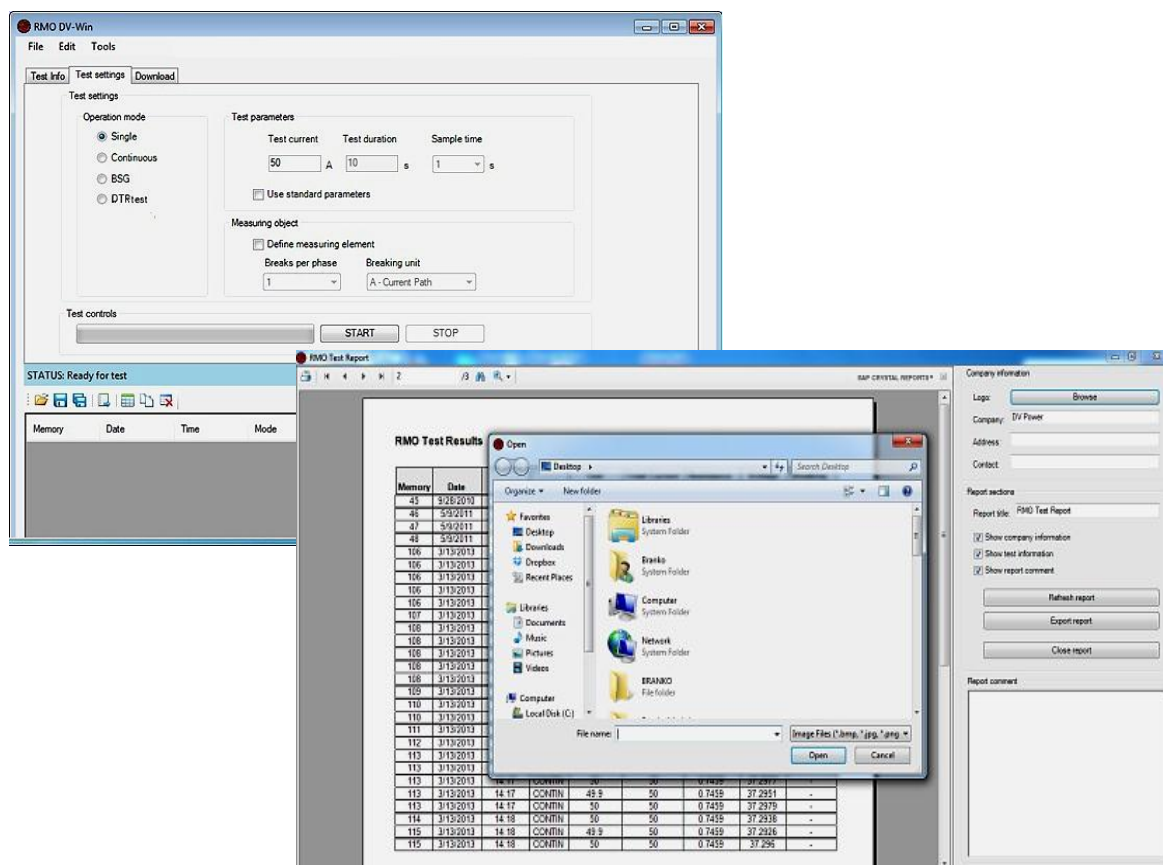 RMO DV-Win
File Edit Tools
Test Info Test settings Download
Test settings
Operation mode
Single
Continuous
BSG
DTRtest
Test parameters
Test current Test duration Sample time
50 A 10 s 1 s
Use standard parameters
Measuring object
Define measuring element
Breaks per phase Breaking unit
1 A - Current Path
Test controls
START STOP
STATUS: Ready for test
Memory Date Time Mode
RMO Test Report
2 /3
SAP CRYSTAL REPORTS
RMO Test Results
Memory Date
45 9/28/2010
46 5/9/2011
47 5/9/2011
48 5/9/2011
106 3/13/2013
106 3/13/2013
106 3/13/2013
106 3/13/2013
106 3/13/2013
107 3/13/2013
108 3/13/2013
108 3/13/2013
108 3/13/2013
108 3/13/2013
108 3/13/2013
109 3/13/2013
110 3/13/2013
110 3/13/2013
111 3/13/2013
112 3/13/2013
113 3/13/2013
113 3/13/2013
113 3/13/2013 14:17 CONTIN 50 50 0.7459 37.2977 -
113 3/13/2013 14:17 CONTIN 49.9 50 0.7459 37.2951 -
113 3/13/2013 14:17 CONTIN 50 50 0.7459 37.2979 -
114 3/13/2013 14:18 CONTIN 50 50 0.7459 37.2938 -
115 3/13/2013 14:18 CONTIN 49.9 50 0.7459 37.2926 -
115 3/13/2013 14:18 CONTIN 50 50 0.7459 37.296 -
Open
Desktop
Search Desktop
Organize New folder
Favorites
Desktop
Downloads
Dropbox
Recent Places
Libraries
Documents
Music
Pictures
Videos
Computer
Local Disk (C:)
Libraries
System Folder
Branko
System Folder
Computer
System Folder
Network
System Folder
BRANKO
File folder
File name:
Image Files (*.bmp, *.jpg, *.png,
Open Cancel
Company information
Logo: Browse
Company: DV Power
Address:
Contact:
Report sections
Report title: RMO Test Report
Show company information
Show test information
Show report comment
Refresh report
Export report
Close report
Report comment